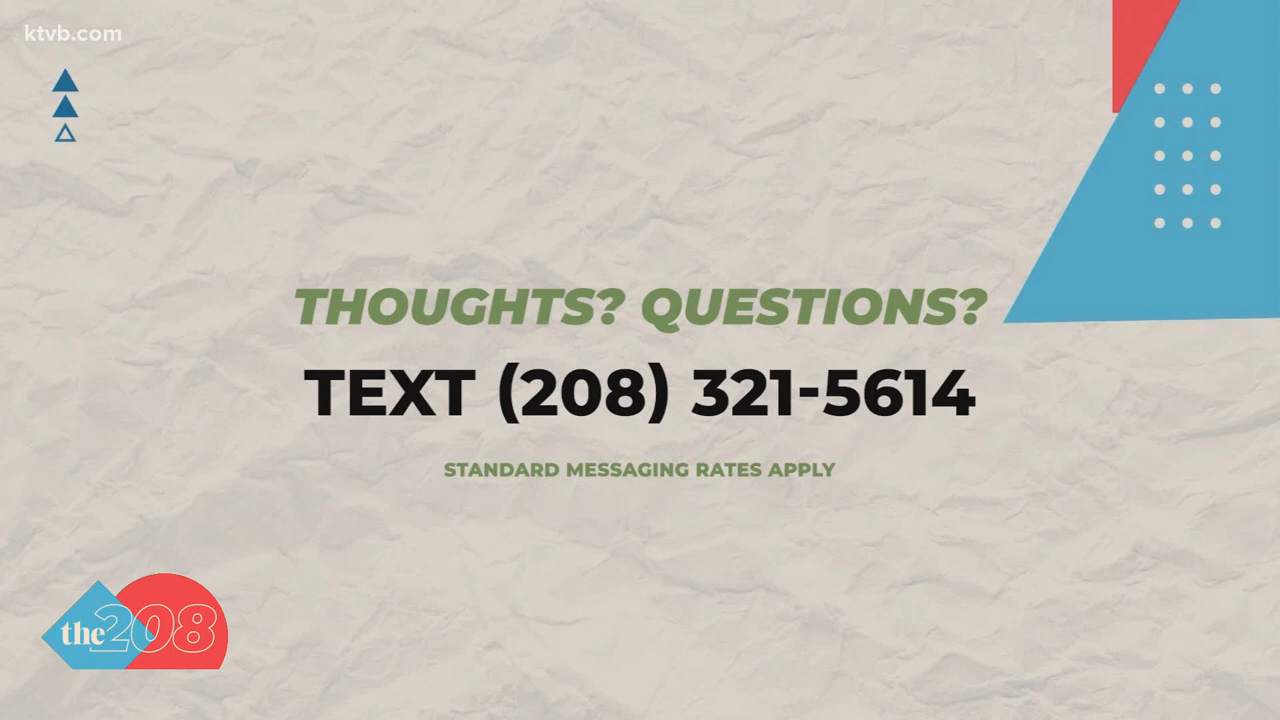 ktvb.com
THOUGHTS? QUESTIONS?
TEXT (208) 321-5614
STANDARD MESSAGING RATES APPLY
the208